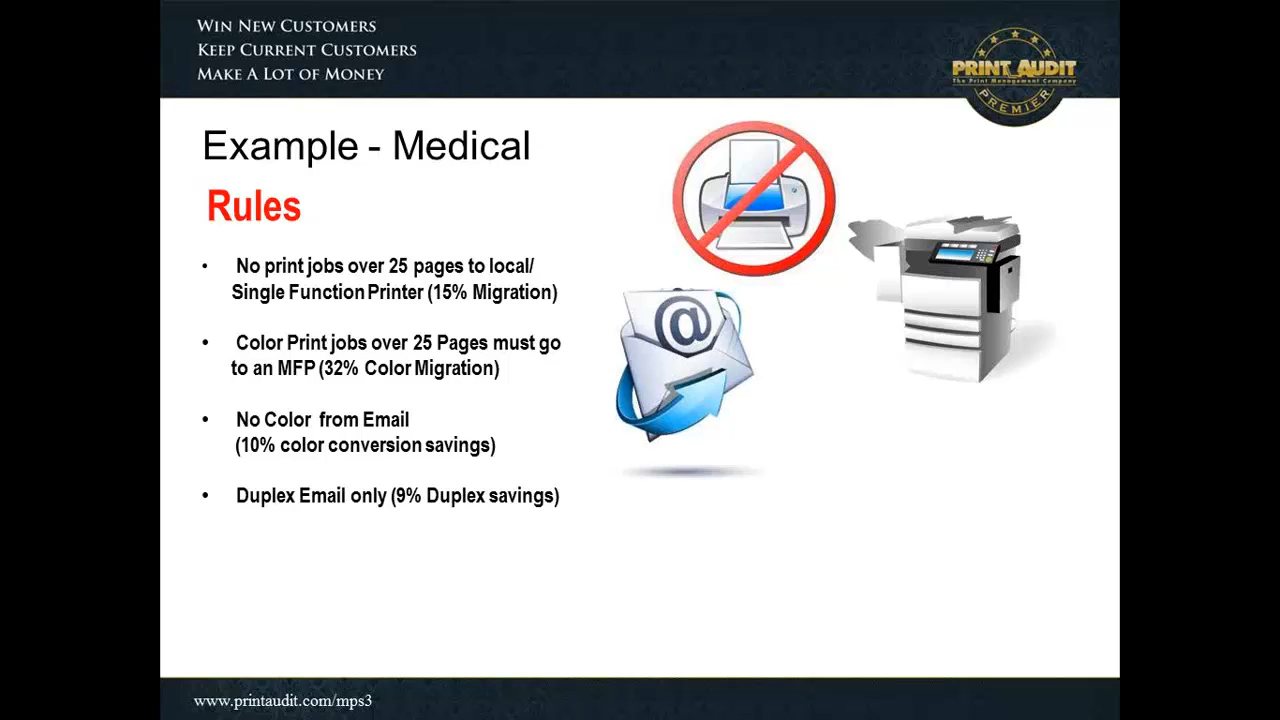 WIN NEW CUSTOMERS
KEEP CURRENT CUSTOMERS
MAKE A LOT OF MONEY
PRINT AUDIT
The Print Management Company
PREMIER
Example - Medical
Rules
• No print jobs over 25 pages to local/
Single Function Printer (15% Migration)
• Color Print jobs over 25 Pages must go
to an MFP (32% Color Migration)
• No Color from Email
(10% color conversion savings)
• Duplex Email only (9% Duplex savings)
@
www.printaudit.com/mps3